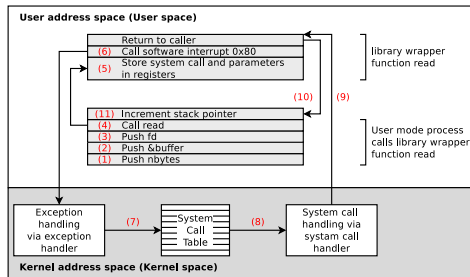 User address space (User space)
Return to caller
(6) Call software interrupt 0x80
(5) Store system call and parameters
in registers
library wrapper
function read
(10)
(9)
(11) Increment stack pointer
(4) Call read
(3) Push fd
(2) Push &buffer
(1) Push nbytes
User mode process
calls library wrapper
function read
Exception
handling
via exception
handler
(7)
System
Call
Table
(8)
System call
handling via
systam call
handler
Kernel address space (Kernel space)